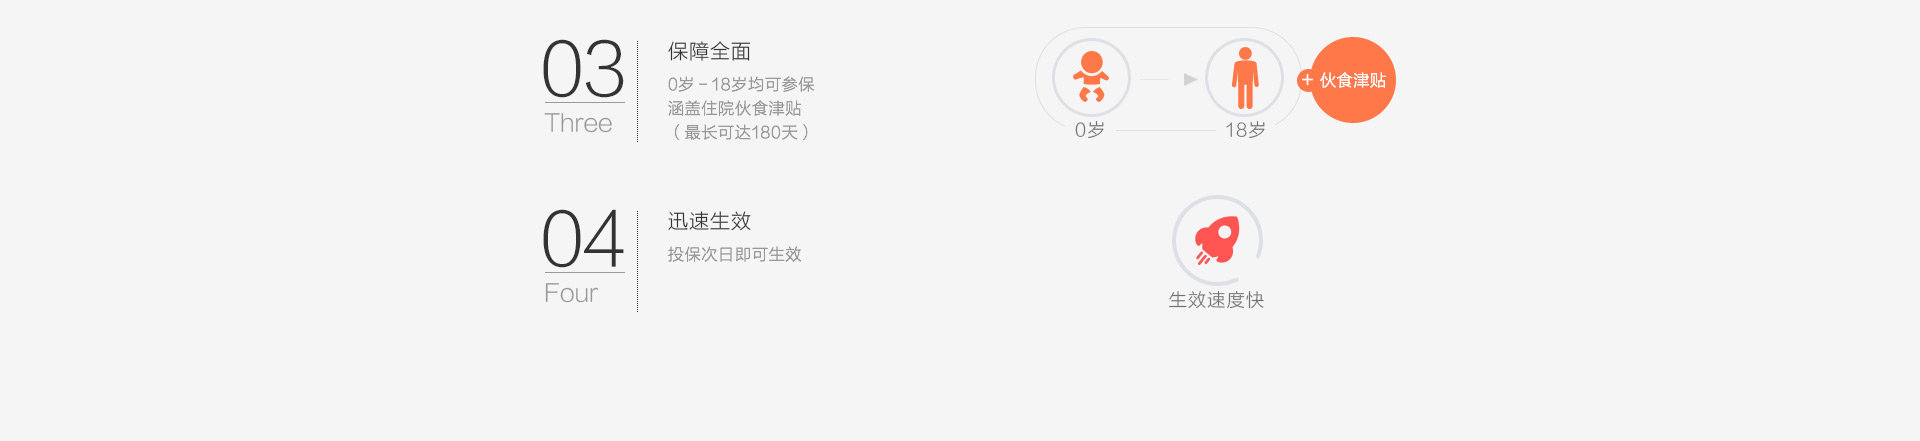 03
Three
保障全面
0岁－18岁均可参保
涵盖住院伙食津贴
（最长可达180天）
0岁
18岁
+ 伙食津贴
04
Four
迅速生效
投保次日即可生效
生效速度快